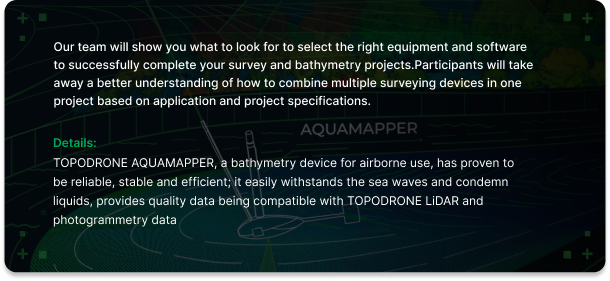 Our team will show you what to look for to select the right equipment and software
to successfully complete your survey and bathymetry projects.Participants will take
away a better understanding of how to combine multiple surveying devices in one
project based on application and project specifications.
AQUAMAPPER
Details:
TOPODRONE AQUAMAPPER, a bathymetry device for airborne use, has proven to
be reliable, stable and efficient; it easily withstands the sea waves and condemn
liquids, provides quality data being compatible with TOPODRONE LiDAR and
photogrammetry data